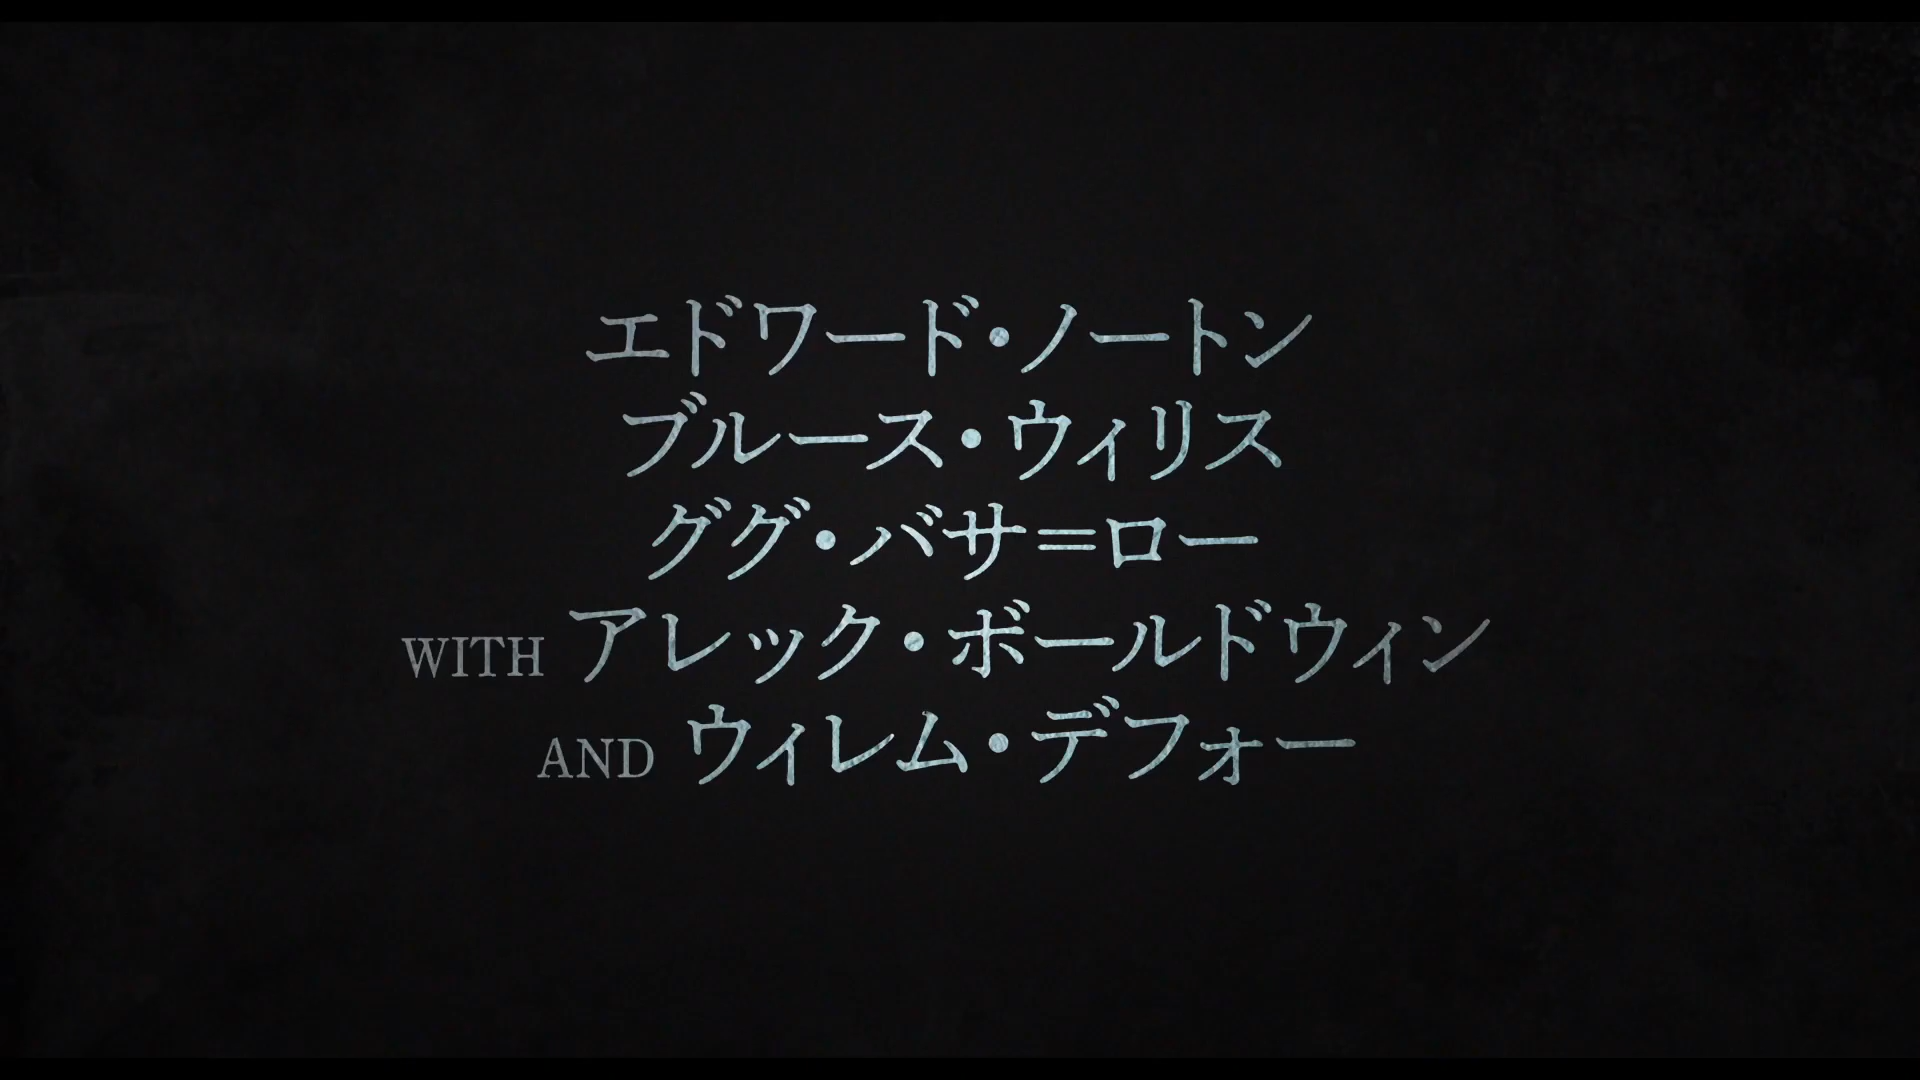 エドワード・ノートン
ブルース・ウィリス
ググ・バサ=ロー
WITH アレック・ボールドウィン
AND ウィレム・デフォー